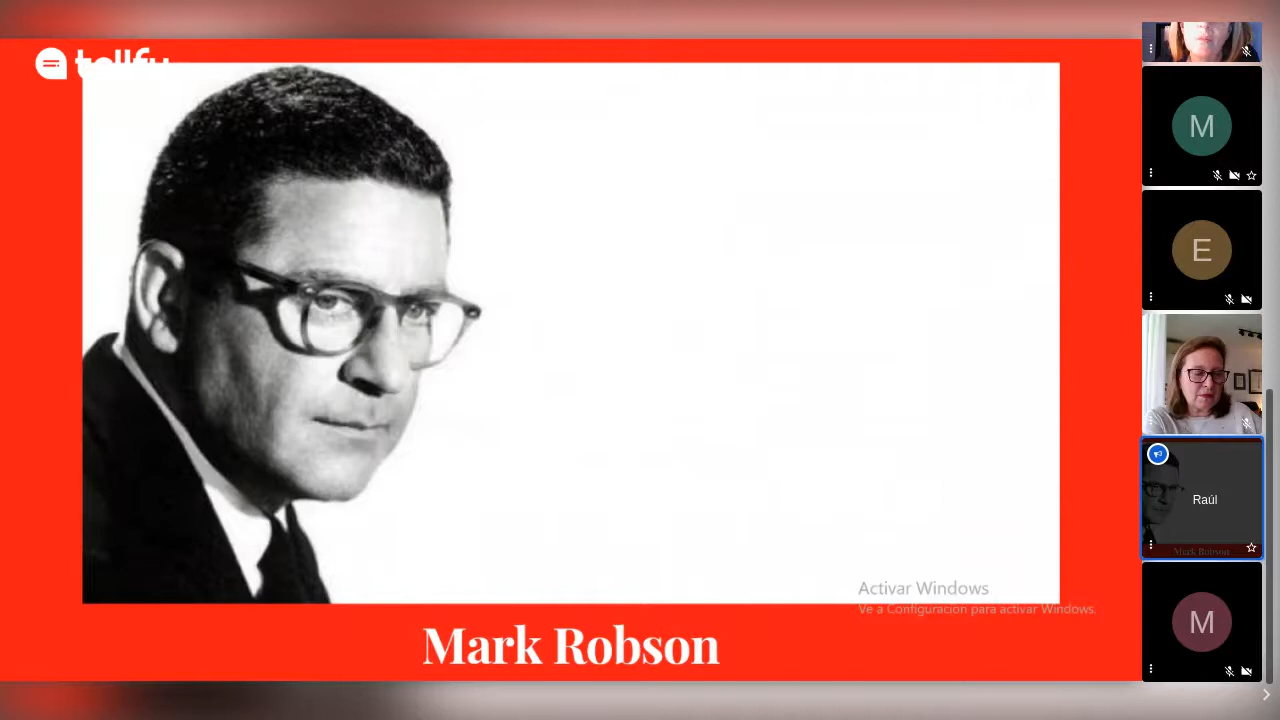 tellfy
M
E
Raúl
Mark Robson
M
Activar Windows
Ve a Configuración para activar Windows.
Mark Robson